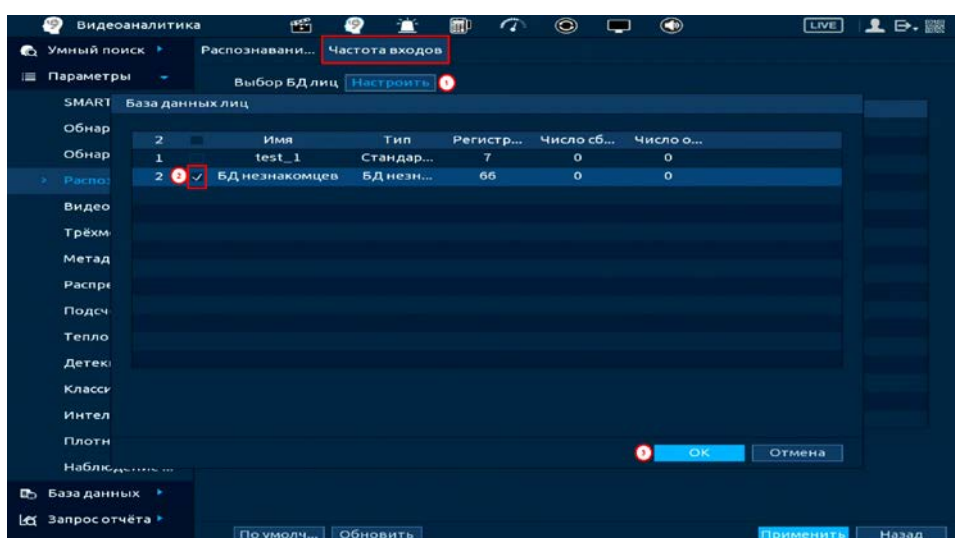 Видеоаналитика LIVE
Умный поиск Распознавани... Частота входов
Параметры Выбор БД лиц Настроить 1
SMART База данных лиц
Обнар 2 Имя Тип Регистр... Число сб... Число о...
Обнар 1 test_1 Стандар... 7 0 0
Распоз 2 2 БД незнакомцев БД незн... 66 0 0
Видео
Трёхм
Метад
Распре
Подсч
Тепло
Детек
Класси
Интел
Плотн
OK Отмена
Наблюдение ...
База данных
Запрос отчёта
По умолч... Обновить Применить Назад